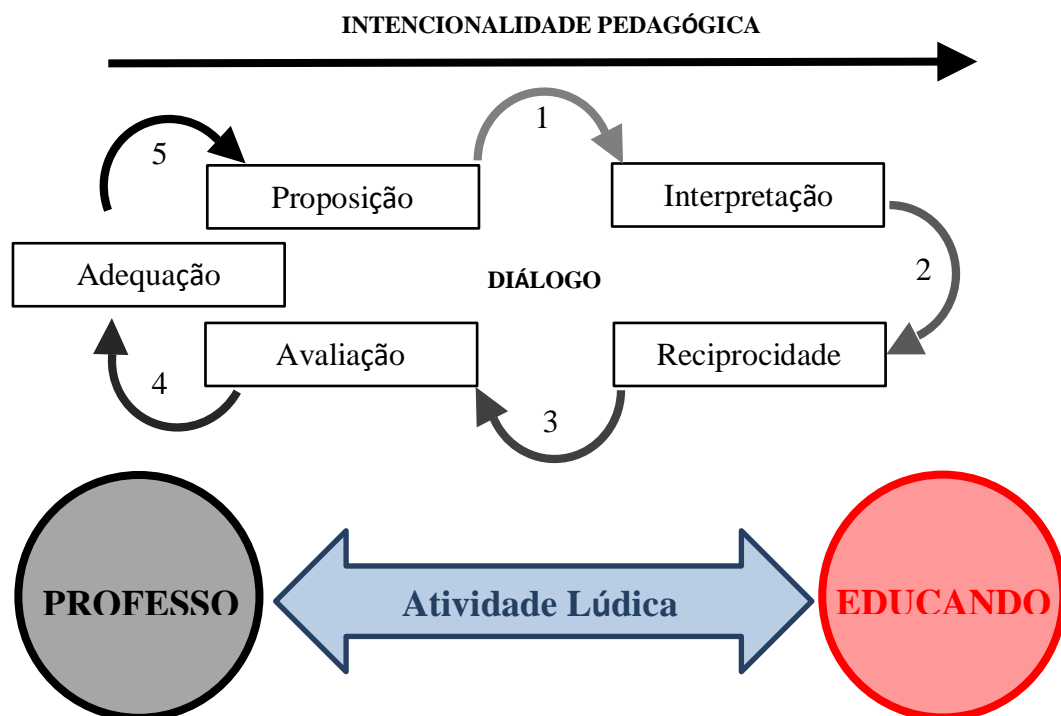 INTENCIONALIDADE PEDAGÓGICA
1
5
Proposição
Interpretação
Adequação
DIÁLOGO
2
Avaliação
Reciprocidade
4
3
PROFESSO
Atividade Lúdica
EDUCANDO